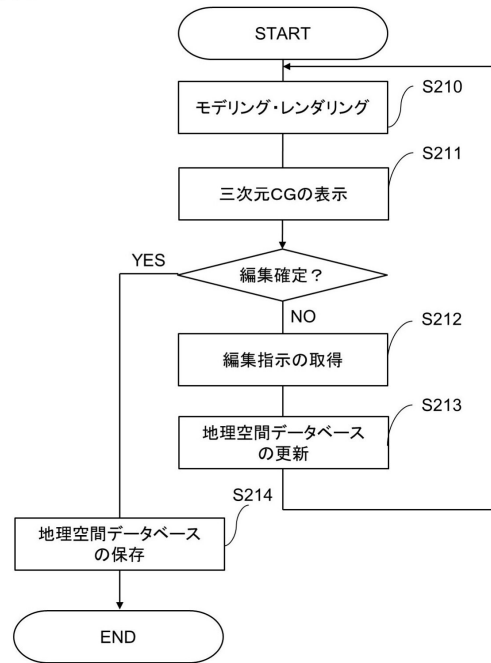 START
S210
モデリング・レンダリング
S211
三次元CGの表示
YES
編集確定？
NO
S212
編集指示の取得
S213
地理空間データベース
の更新
S214
地理空間データベース
の保存
END